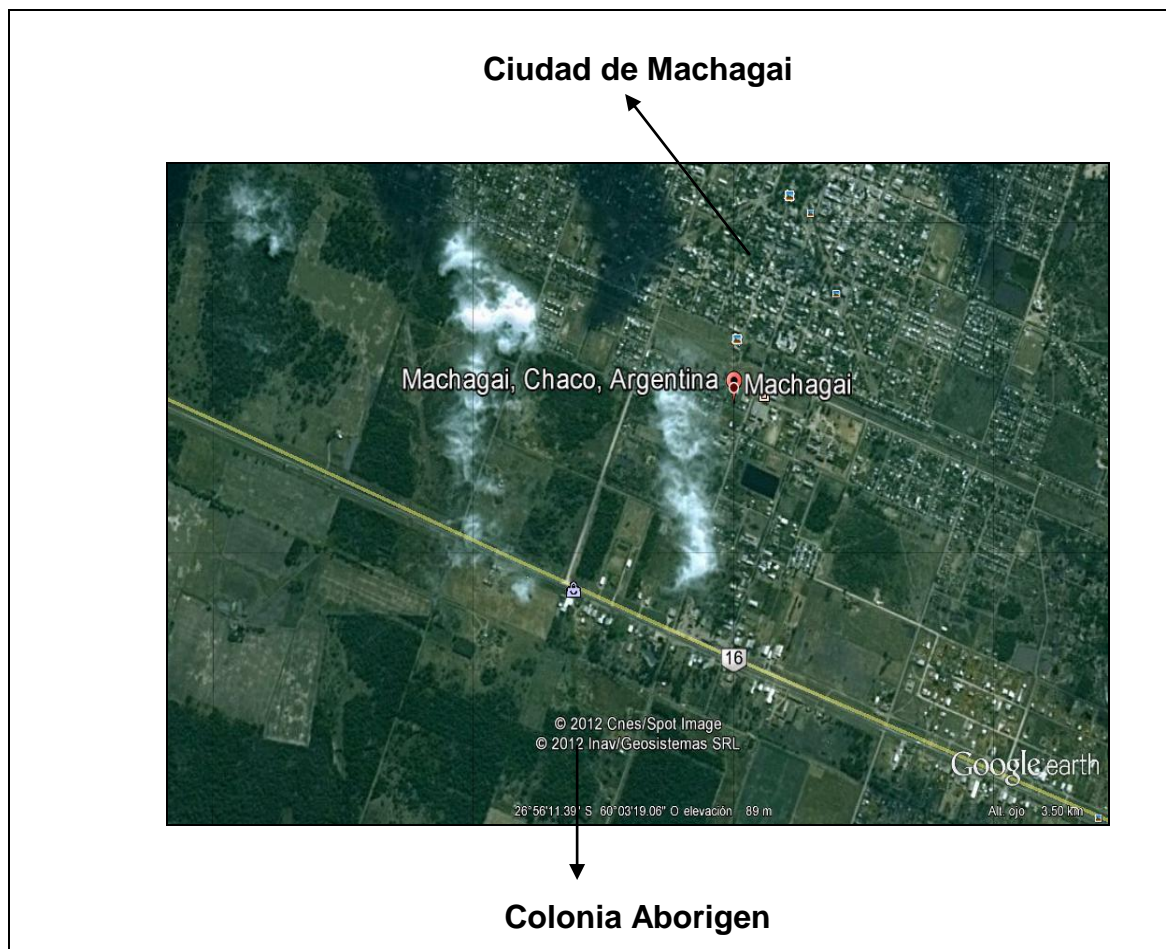 Ciudad de Machagai
Machagai, Chaco, Argentina Machagai
16
© 2012 Cnes/Spot Image
© 2012 Inav/Geosistemas SRL
Google earth
26°56'11.39" S 60°03'19.06" O elevación 89 m
Alt. ojo 3.50 km
Colonia Aborigen